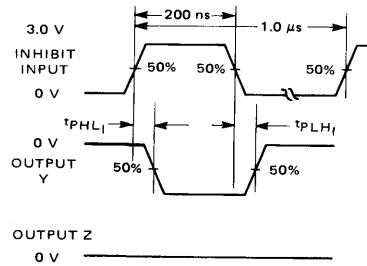 200 ns
3.0 V
1.0 µs
INHIBIT
INPUT
50%
50%
50%
0 V
tPHLI
tPLHI
0 V
OUTPUT
Y
50%
50%
OUTPUT Z
0 V